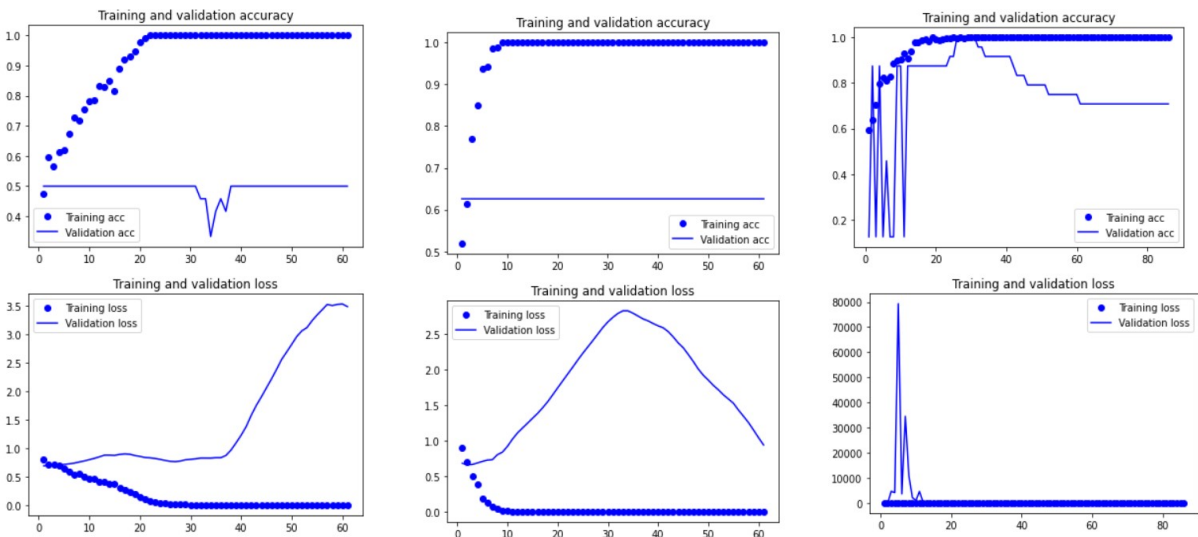 Training and validation accuracy
1.0
0.9
0.8
0.7
0.6
0.5
0.4
Training acc
Validation acc
0 10 20 30 40 50 60
Training and validation accuracy
1.0
0.9
0.8
0.7
0.6
0.5
Training acc
Validation acc
0 10 20 30 40 50 60
Training and validation accuracy
1.0
0.8
0.6
0.4
0.2
Training acc
Validation acc
0 20 40 60 80
Training and validation loss
3.5
3.0
2.5
2.0
1.5
1.0
0.5
0.0
Training loss
Validation loss
0 10 20 30 40 50 60
Training and validation loss
2.5
2.0
1.5
1.0
0.5
0.0
Training loss
Validation loss
0 10 20 30 40 50 60
Training and validation loss
80000
70000
60000
50000
40000
30000
20000
10000
0
Training loss
Validation loss
0 20 40 60 80